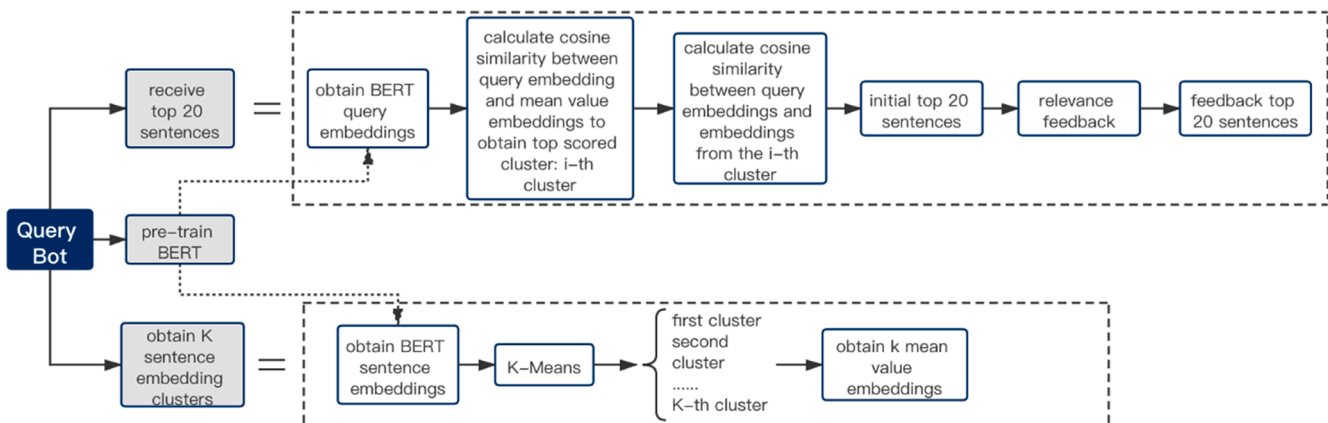 receive
top 20
sentences
=
obtain BERT
query
embeddings
calculate cosine
similarity between
query embedding
and mean value
embeddings to
obtain top scored
cluster: i-th
cluster
calculate cosine
similarity
between query
embeddings and
embeddings
from the i-th
cluster
initial top 20
sentences
relevance
feedback
feedback top
20 sentences
Query
Bot
pre-train
BERT
obtain K
sentence
embedding
clusters
=
obtain BERT
sentence
embeddings
K-Means
first cluster
second
cluster
......
K-th cluster
obtain k mean
value
embeddings